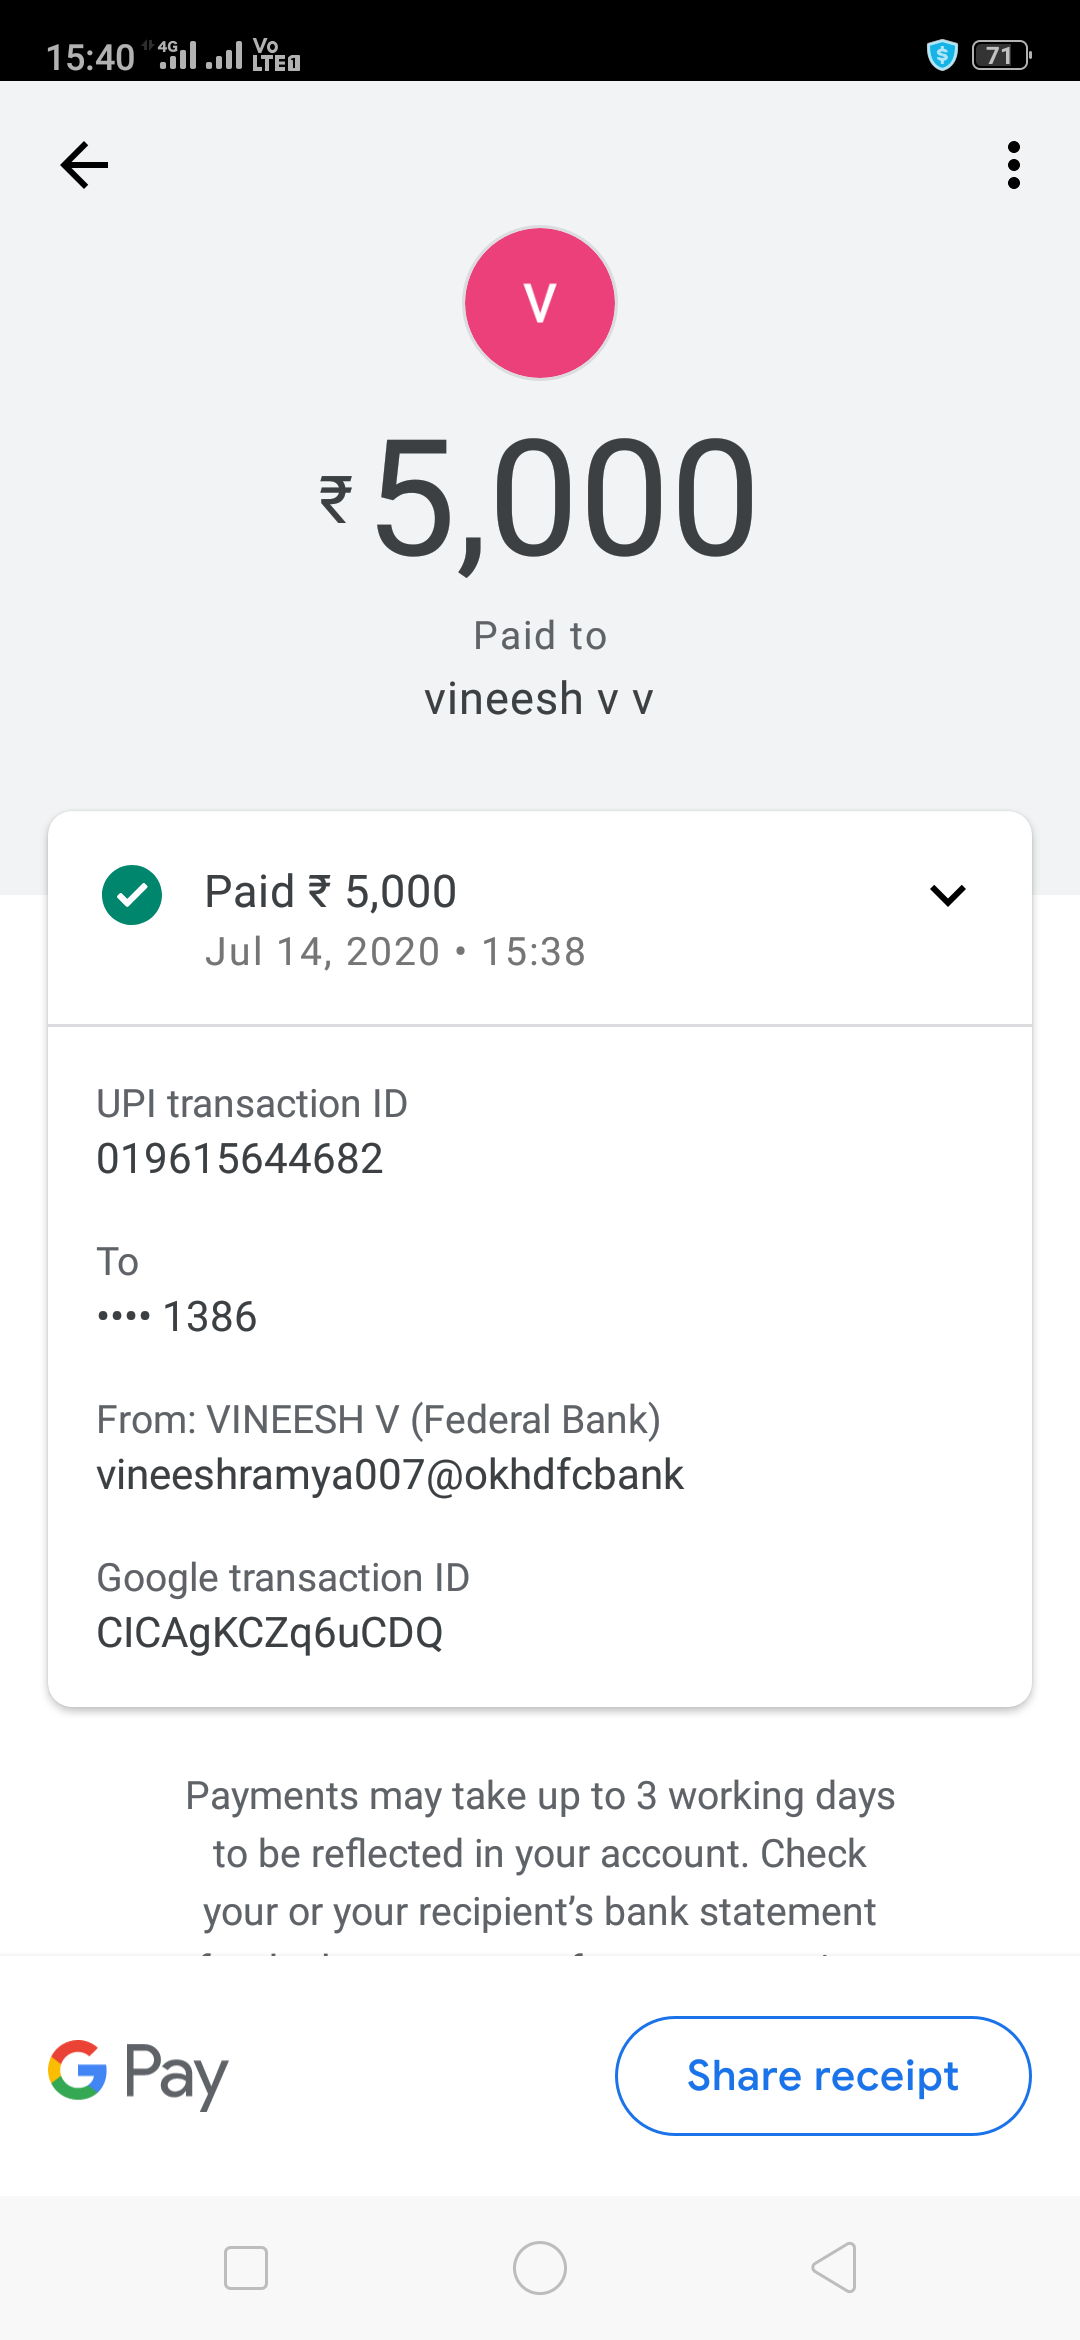 15:40 4G Vo LTE1 71
V
₹5,000
Paid to
vineesh v v
Paid ₹ 5,000
Jul 14, 2020 • 15:38
UPI transaction ID
019615644682
To
•••• 1386
From: VINEESH V (Federal Bank)
vineeshramya007@okhdfcbank
Google transaction ID
CICAgKCZq6uCDQ
Payments may take up to 3 working days
to be reflected in your account. Check
your or your recipient’s bank statement
G Pay
Share receipt